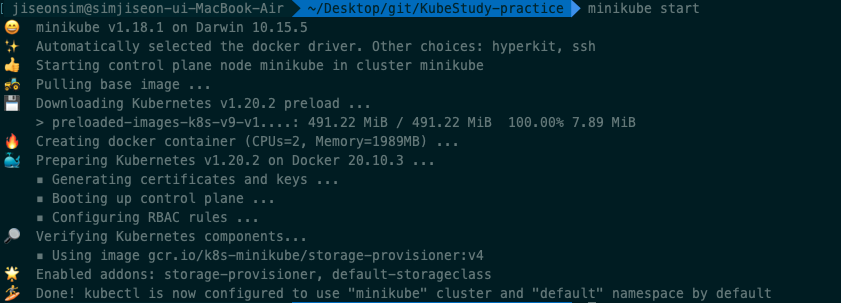 [ jiseonsim@simjiseon-ui-MacBook-Air ~/Desktop/git/KubeStudy-practice minikube start
😄 minikube v1.18.1 on Darwin 10.15.5
✨ Automatically selected the docker driver. Other choices: hyperkit, ssh
👍 Starting control plane node minikube in cluster minikube
🚜 Pulling base image ...
💾 Downloading Kubernetes v1.20.2 preload ...
> preloaded-images-k8s-v9-v1....: 491.22 MiB / 491.22 MiB 100.00% 7.89 MiB
🔥 Creating docker container (CPUs=2, Memory=1989MB) ...
🐳 Preparing Kubernetes v1.20.2 on Docker 20.10.3 ...
▪ Generating certificates and keys ...
▪ Booting up control plane ...
▪ Configuring RBAC rules ...
🔎 Verifying Kubernetes components...
▪ Using image gcr.io/k8s-minikube/storage-provisioner:v4
🌟 Enabled addons: storage-provisioner, default-storageclass
🏄 Done! kubectl is now configured to use "minikube" cluster and "default" namespace by default